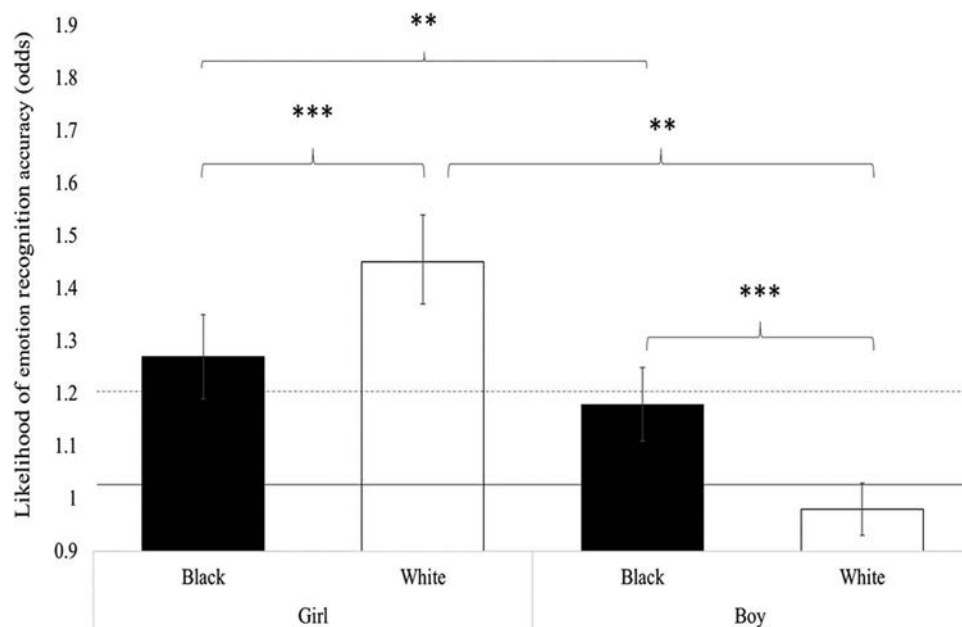 Likelihood of emotion recognition accuracy (odds)
1.9
1.8
1.7
1.6
1.5
1.4
1.3
1.2
1.1
1
0.9
**
***
**
***
Black
White
Black
White
Girl
Boy